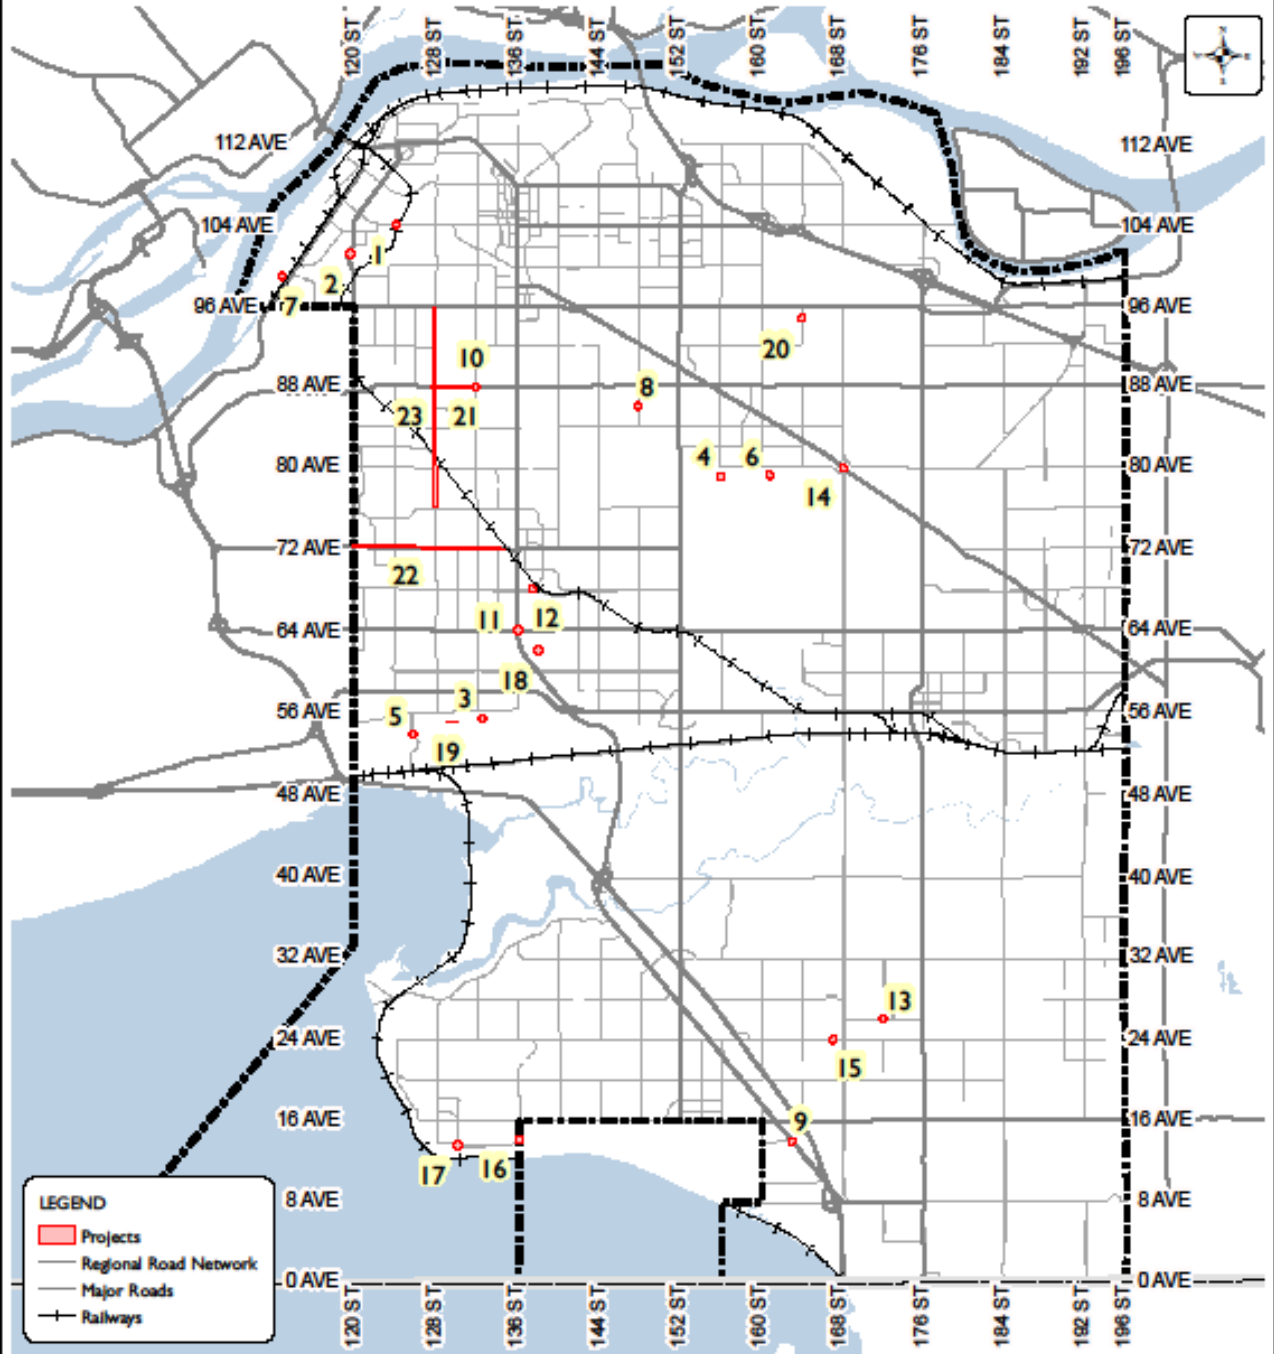 120 ST
128 ST
136 ST
144 ST
152 ST
160 ST
168 ST
176 ST
184 ST
192 ST
196 ST
112 AVE
112 AVE
104 AVE
104 AVE
1
2
7
96 AVE
96 AVE
20
10
8
88 AVE
88 AVE
23
21
4
6
80 AVE
80 AVE
14
72 AVE
72 AVE
22
11
12
64 AVE
64 AVE
18
3
5
56 AVE
56 AVE
19
48 AVE
48 AVE
40 AVE
40 AVE
32 AVE
32 AVE
13
24 AVE
24 AVE
15
16 AVE
16 AVE
9
17
16
8 AVE
8 AVE
LEGEND
Projects
Regional Road Network
Major Roads
Railways
0 AVE
0 AVE
120 ST
128 ST
136 ST
144 ST
152 ST
160 ST
168 ST
176 ST
184 ST
192 ST
196 ST